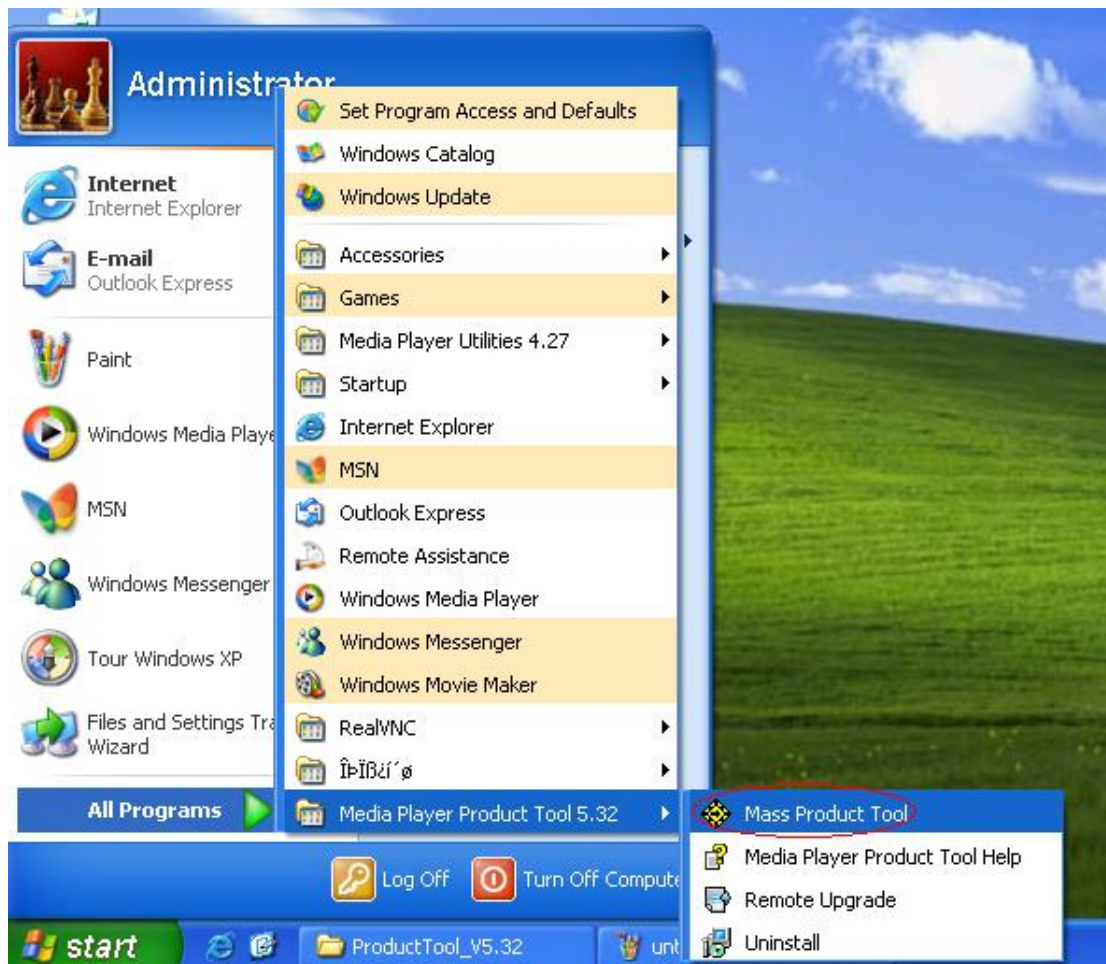 Administrator
Internet
Internet Explorer
E-mail
Outlook Express
Paint
Windows Media Playe
MSN
Windows Messenger
Tour Windows XP
Files and Settings Tra
Wizard
All Programs
Set Program Access and Defaults
Windows Catalog
Windows Update
Accessories
Games
Media Player Utilities 4.27
Startup
Internet Explorer
MSN
Outlook Express
Remote Assistance
Windows Media Player
Windows Messenger
Windows Movie Maker
RealVNC
ÎÞÏß¿í´ø
Media Player Product Tool 5.32
Mass Product Tool
Media Player Product Tool Help
Remote Upgrade
Uninstall
Log Off
Turn Off Compute
start
ProductTool_V5.32
unt